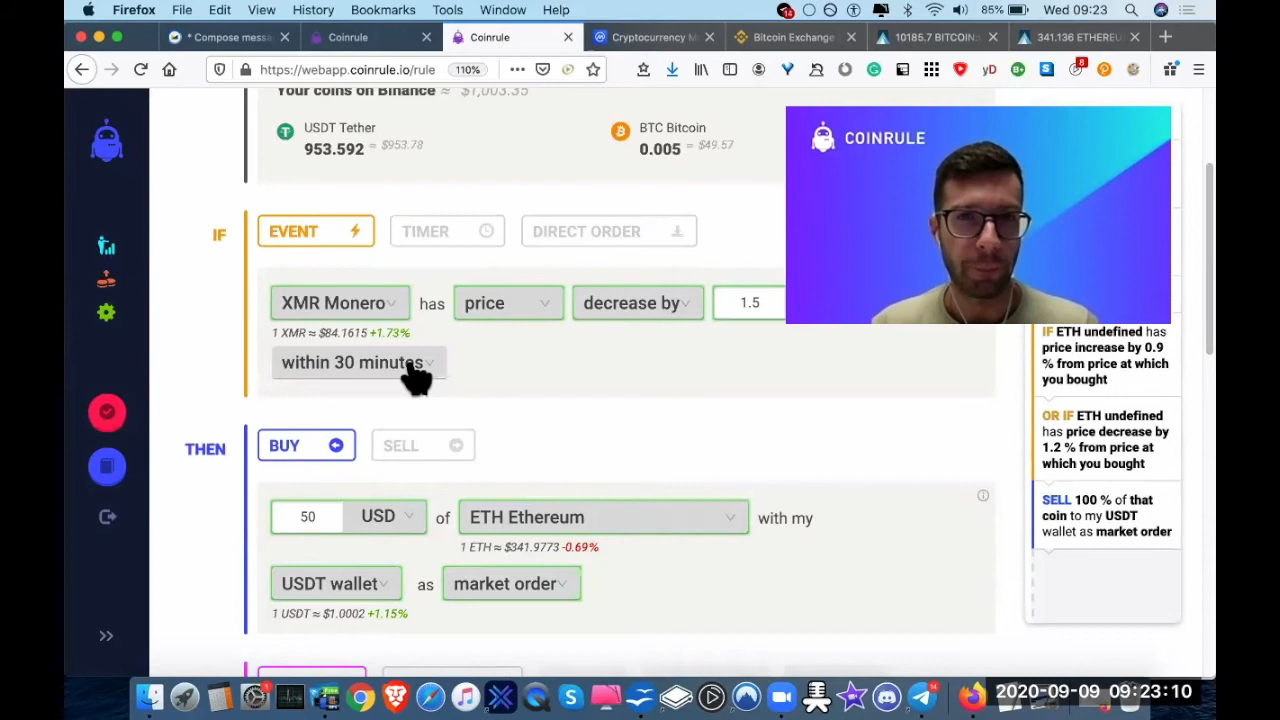 Firefox File Edit View History Bookmarks Tools Window Help
14
85% Wed 09:23
* Compose messa
Coinrule
Coinrule
Cryptocurrency M
Bitcoin Exchange
10185.7 BITCOIN
341.136 ETHEREU
https://webapp.coinrule.io/rule
110%
8
Your coins on Binance ≈ $1,003.35
USDT Tether
953.592 ≈ $953.78
BTC Bitcoin
0.005 ≈ $49.57
COINRULE
IF
EVENT
TIMER
DIRECT ORDER
XMR Monero has price decrease by 1.5
1 XMR ≈ $84.1615 +1.73%
within 30 minutes
THEN
BUY
SELL
50 USD of ETH Ethereum with my
1 ETH ≈ $341.9773 -0.69%
USDT wallet as market order
1 USDT ≈ $1.0002 +1.15%
IF ETH undefined has
price increase by 0.9
% from price at which
you bought
OR IF ETH undefined
has price decrease by
1.2 % from price at
which you bought
SELL 100 % of that
coin to my USDT
wallet as market order
2020-09-09 09:23:10